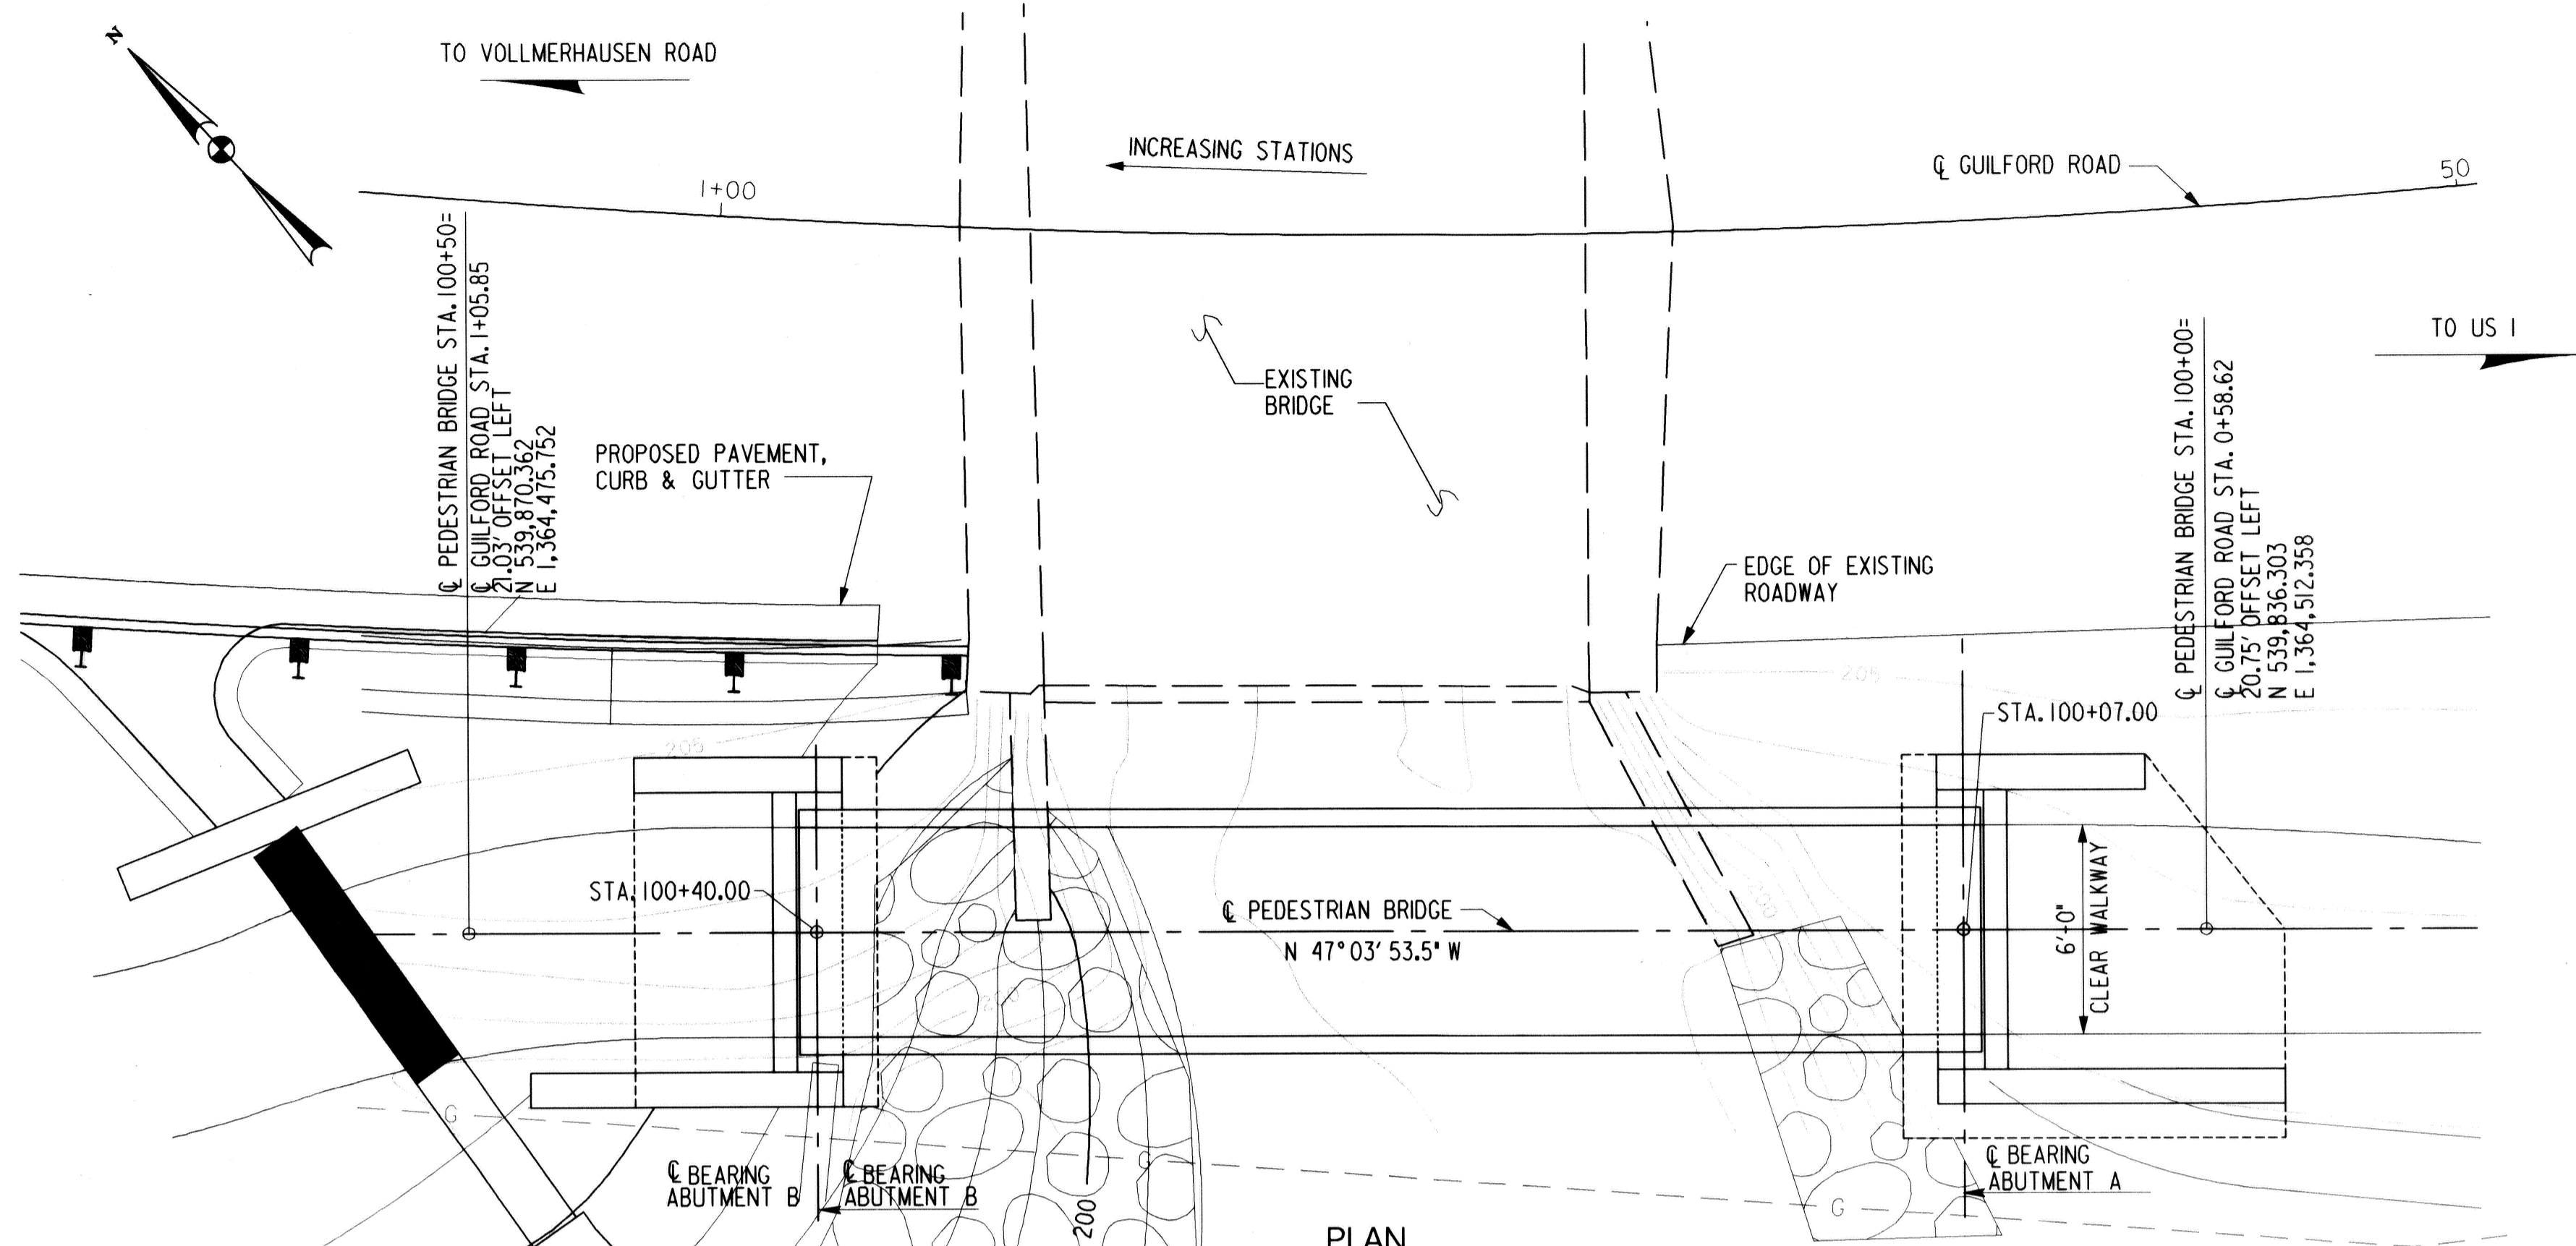 N
TO VOLLMERHAUSEN ROAD
INCREASING STATIONS
℄ GUILFORD ROAD
50
1+00
℄ PEDESTRIAN BRIDGE STA. 100+50=
℄ GUILFORD ROAD STA. 1+05.85
21.03' OFFSET LEFT
N 539,870.362
E 1,364,475.752
TO US 1
℄ PEDESTRIAN BRIDGE STA. 100+00=
℄ GUILFORD ROAD STA. 0+58.62
20.75' OFFSET LEFT
N 539,836.303
E 1,364,512.358
EXISTING
BRIDGE
PROPOSED PAVEMENT,
CURB & GUTTER
EDGE OF EXISTING
ROADWAY
205
STA. 100+07.00
205
STA. 100+40.00
℄ PEDESTRIAN BRIDGE
N 47° 03' 53.5" W
6'-0"
CLEAR WALKWAY
200
G
G
G
℄ BEARING
ABUTMENT B
℄ BEARING
ABUTMENT B
℄ BEARING
ABUTMENT A
200
PLAN